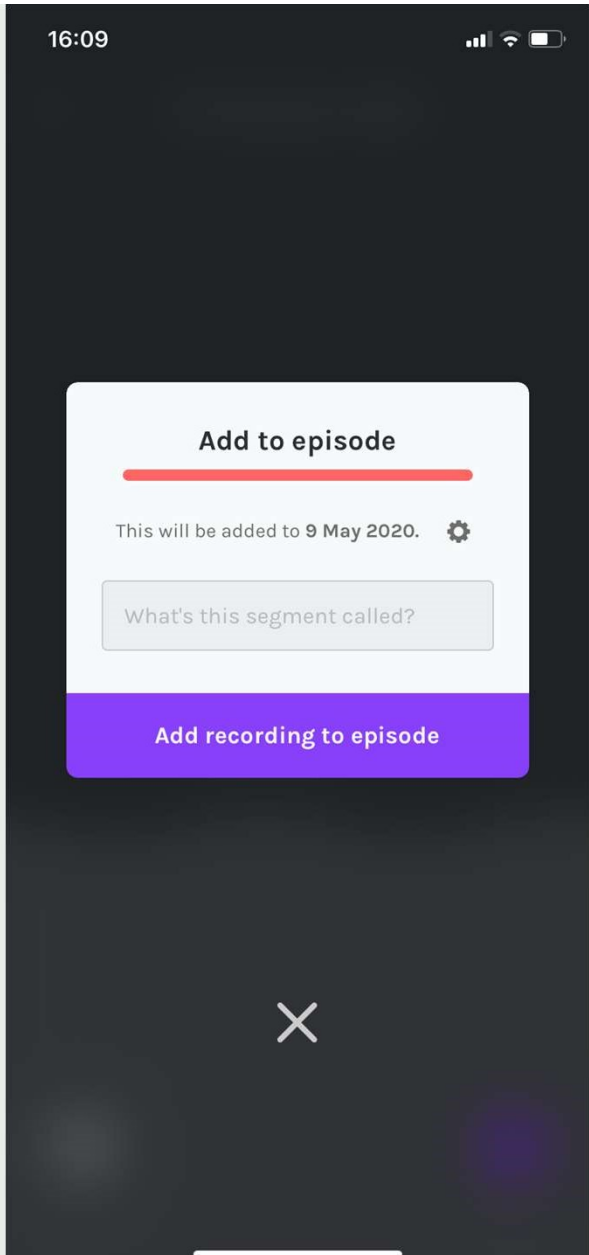 16:09
Add to episode
This will be added to 9 May 2020.
What's this segment called?
Add recording to episode